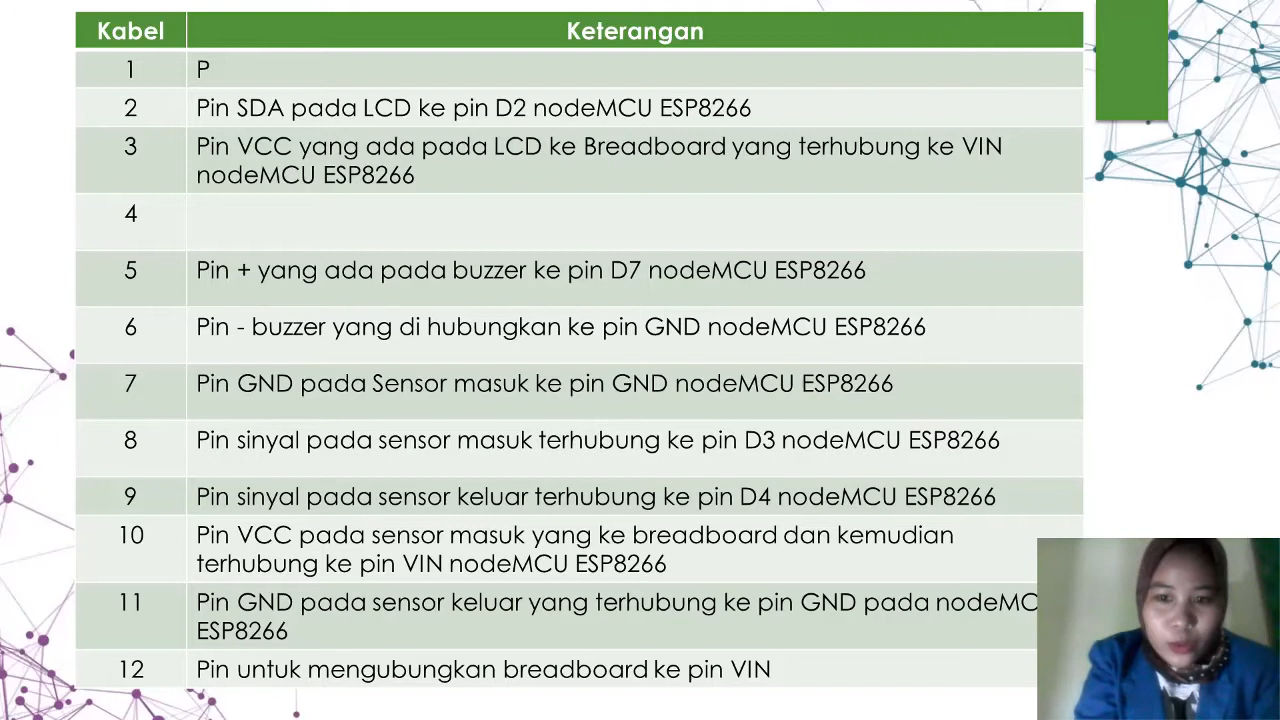 Kabel Keterangan
1 P
2 Pin SDA pada LCD ke pin D2 nodeMCU ESP8266
3 Pin VCC yang ada pada LCD ke Breadboard yang terhubung ke VIN
nodeMCU ESP8266
4
5 Pin + yang ada pada buzzer ke pin D7 nodeMCU ESP8266
6 Pin - buzzer yang di hubungkan ke pin GND nodeMCU ESP8266
7 Pin GND pada Sensor masuk ke pin GND nodeMCU ESP8266
8 Pin sinyal pada sensor masuk terhubung ke pin D3 nodeMCU ESP8266
9 Pin sinyal pada sensor keluar terhubung ke pin D4 nodeMCU ESP8266
10 Pin VCC pada sensor masuk yang ke breadboard dan kemudian
terhubung ke pin VIN nodeMCU ESP8266
11 Pin GND pada sensor keluar yang terhubung ke pin GND pada nodeMC
ESP8266
12 Pin untuk mengubungkan breadboard ke pin VIN